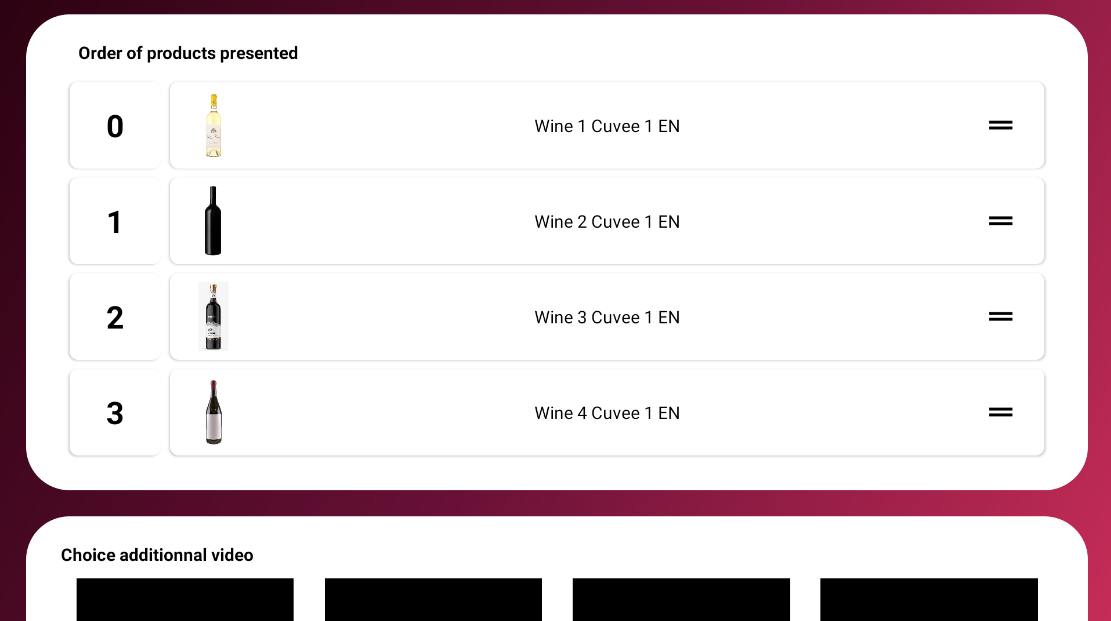 Order of products presented
0
Wine 1 Cuvee 1 EN
1
Wine 2 Cuvee 1 EN
2
Wine 3 Cuvee 1 EN
3
Wine 4 Cuvee 1 EN
Choice additionnal video